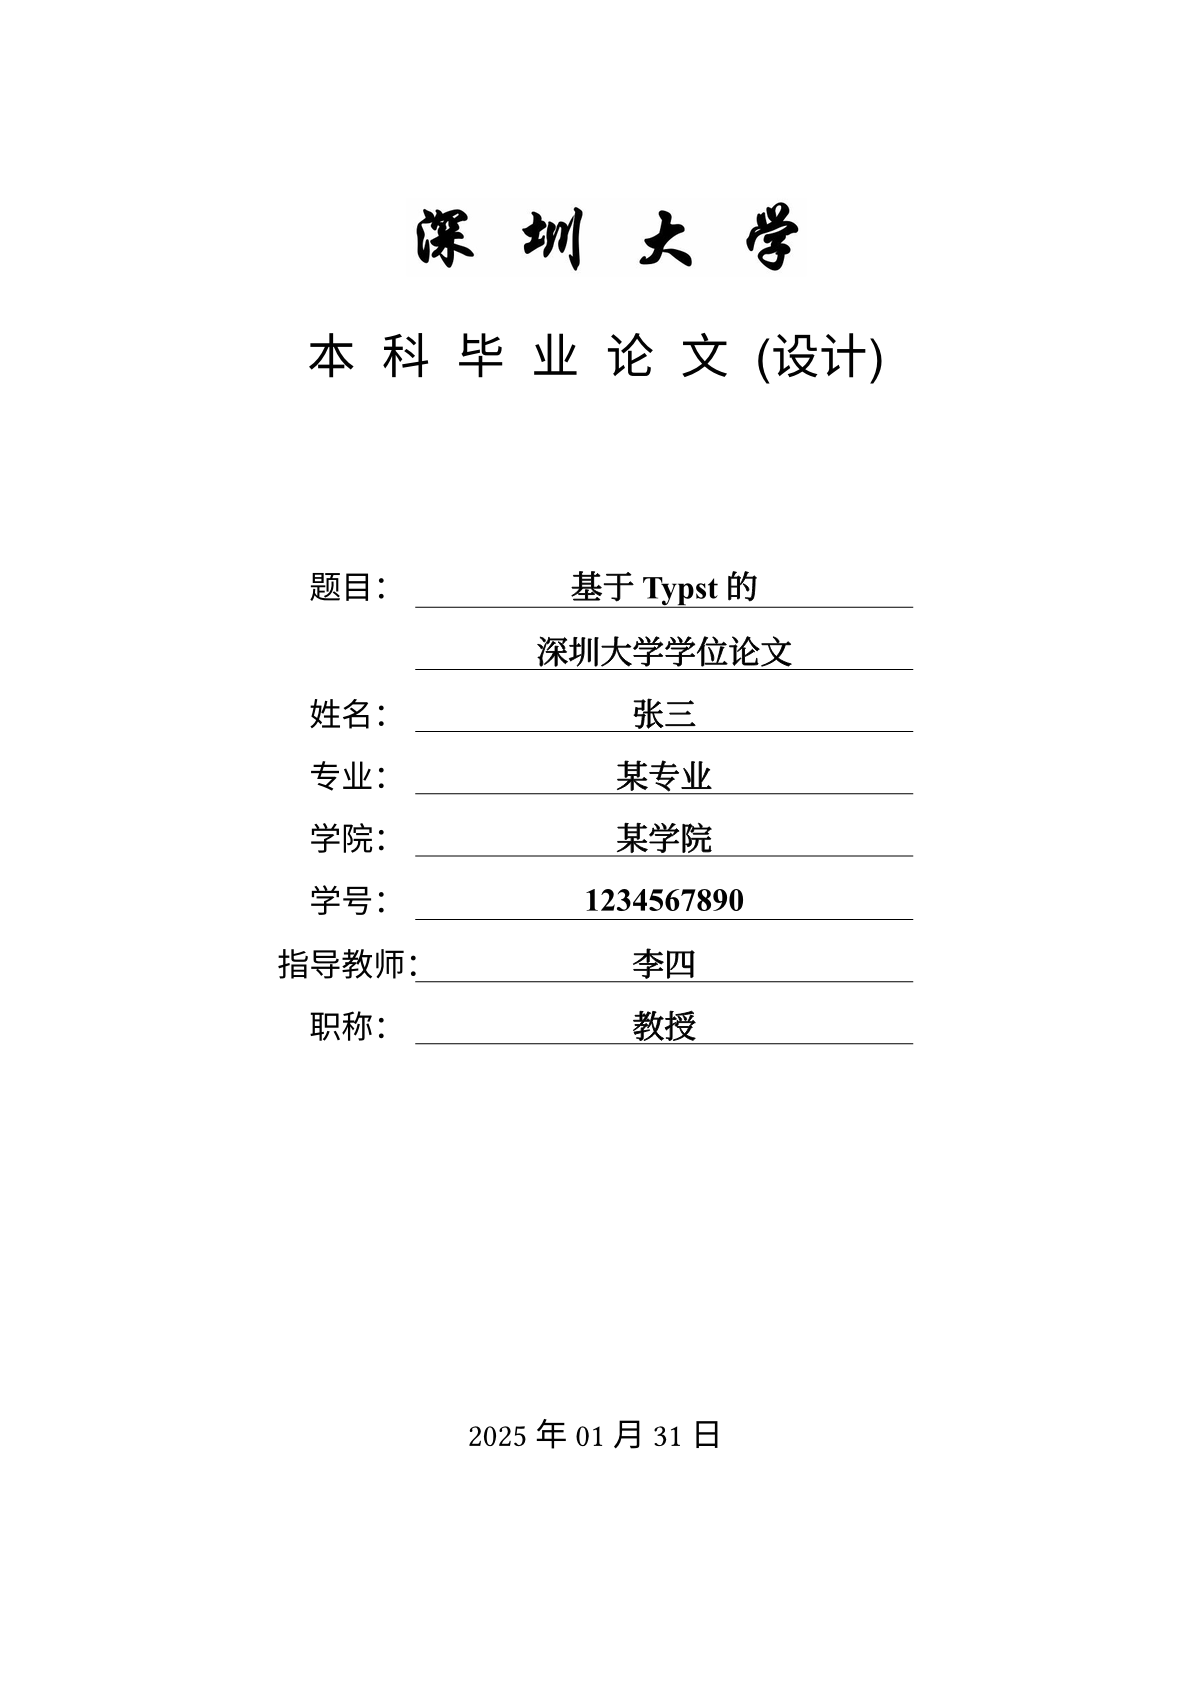 深 圳 大 学
本 科 毕 业 论 文 (设计)
题目： 基于 Typst 的
深圳大学学位论文
姓名： 张三
专业： 某专业
学院： 某学院
学号： 1234567890
指导教师： 李四
职称： 教授
2025 年 01 月 31 日